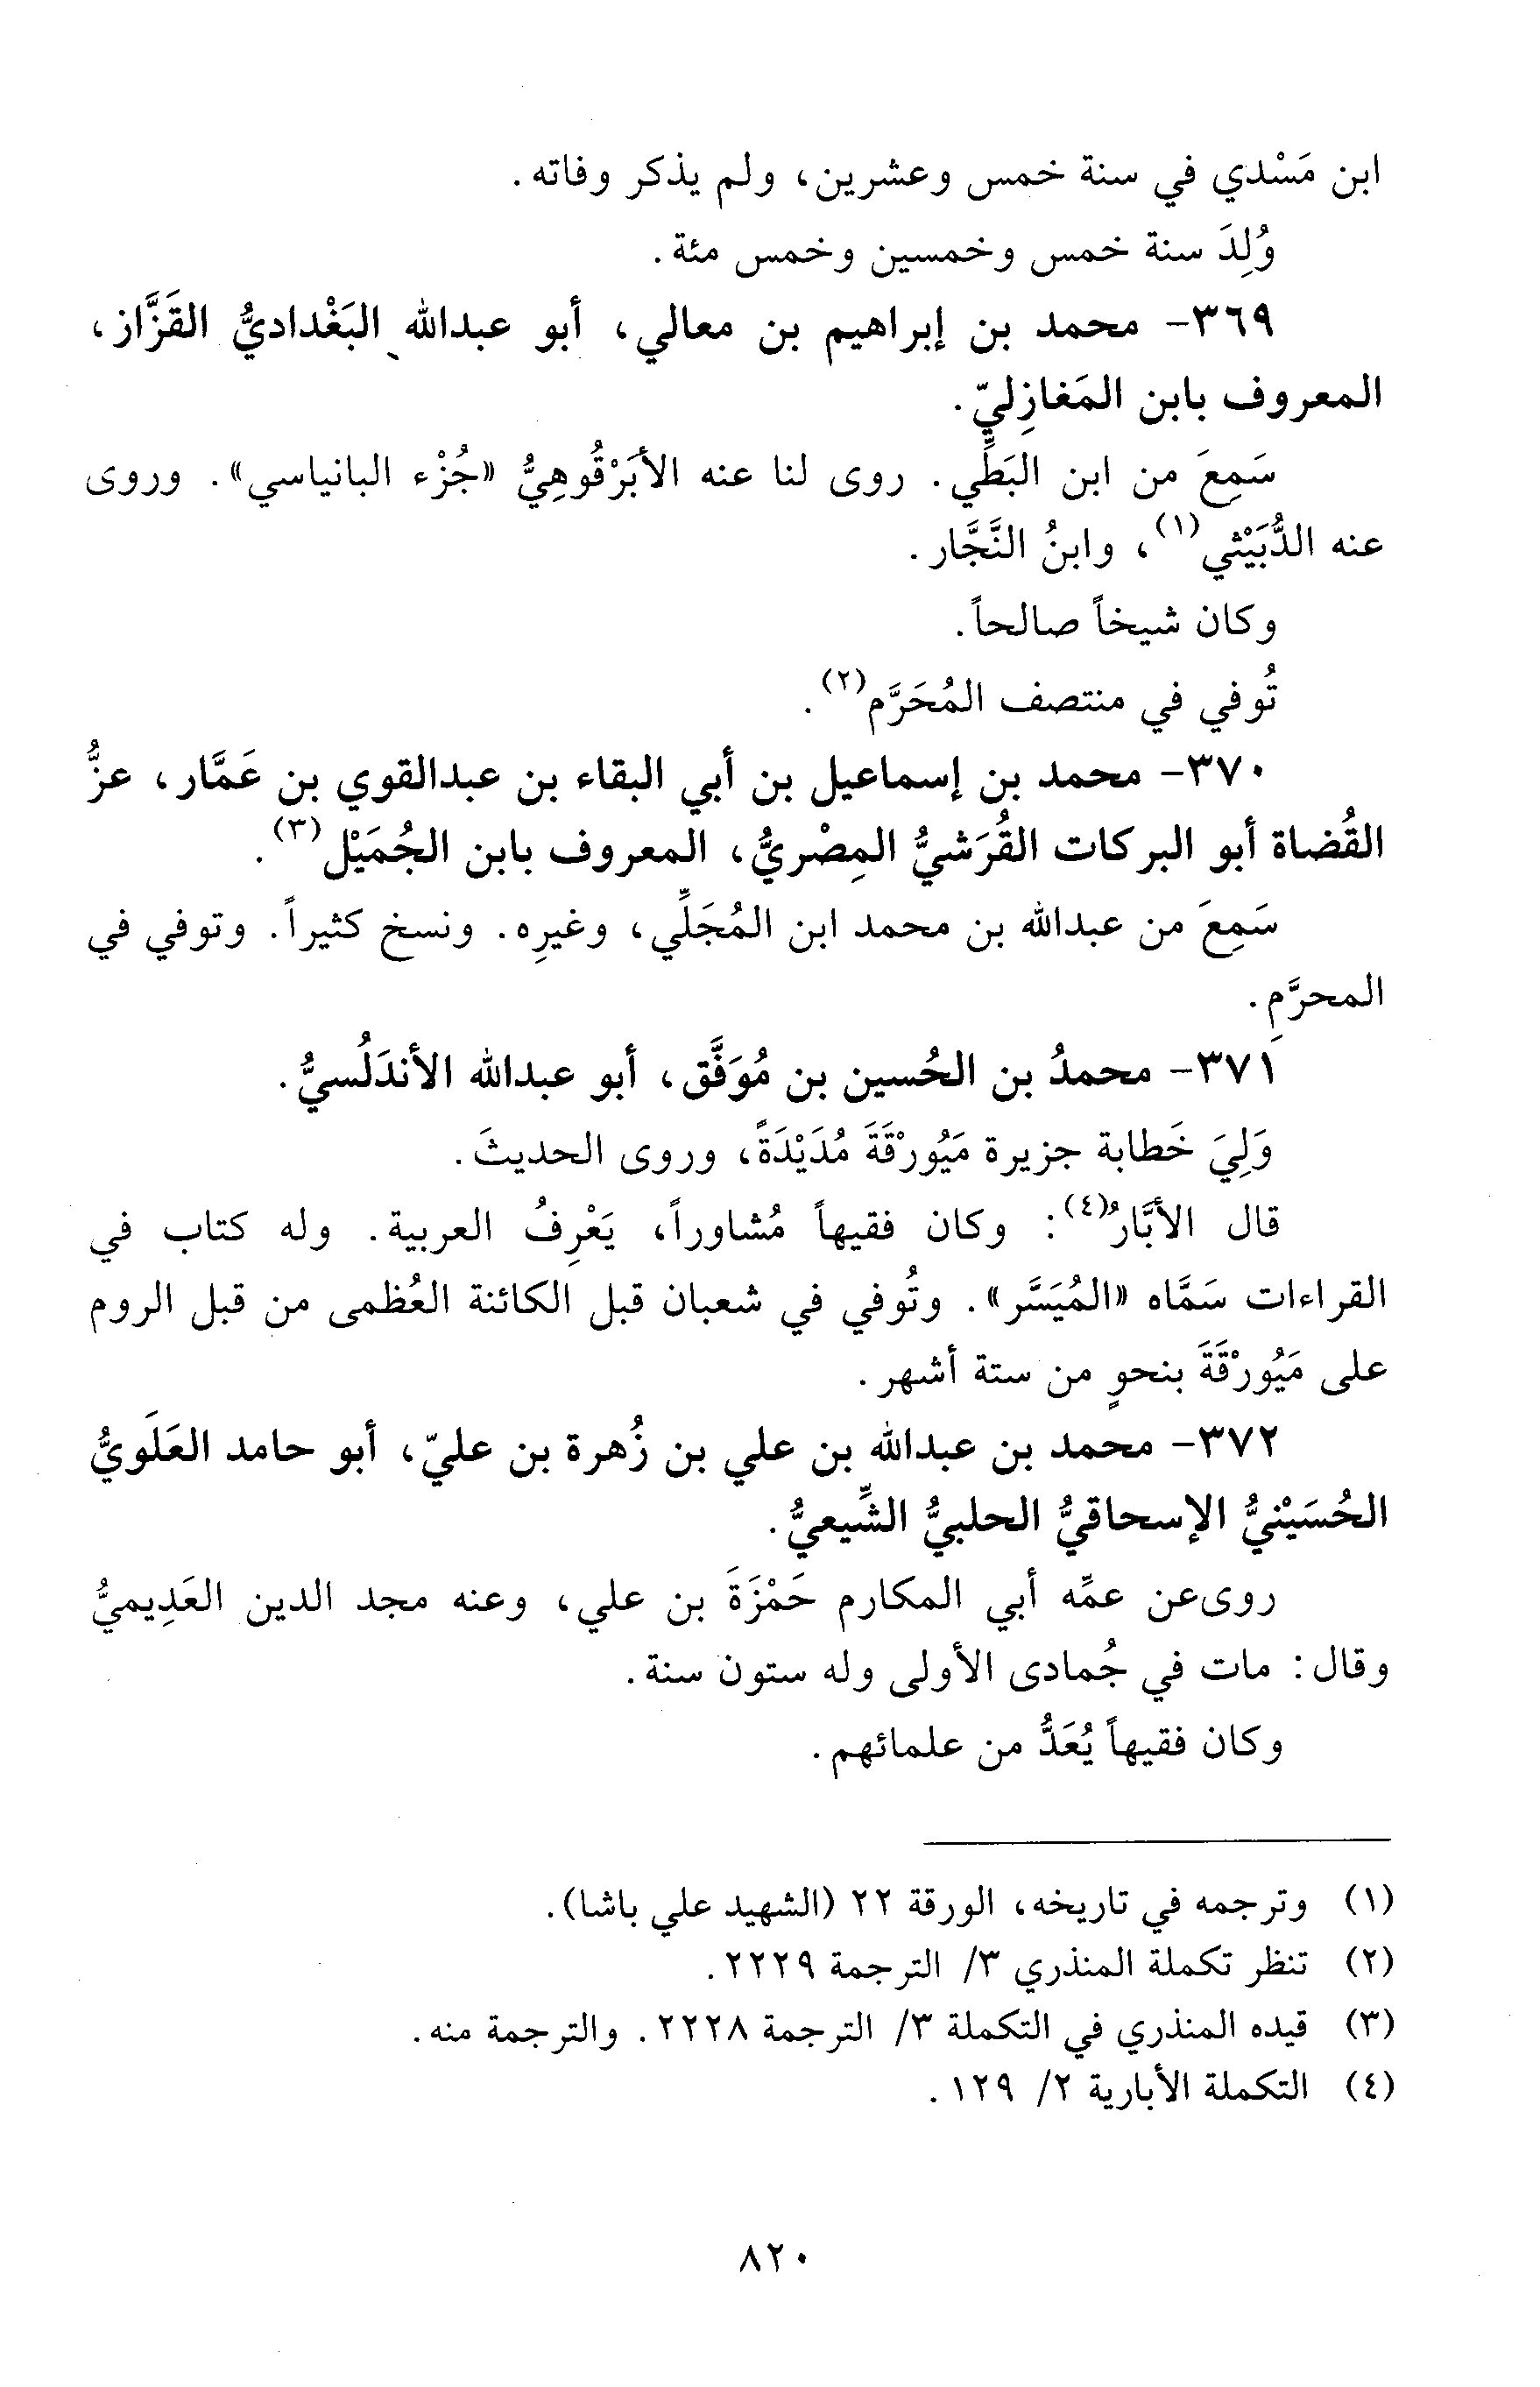 ابن مَسْدي في سنة خمس وعشرين، ولم يذكر وفاته.
وُلِدَ سنة خمس وخمسين وخمس مئة.
٣٦٩- محمد بن إبراهيم بن معالي، أبو عبدالله البَغْداديُّ القَزَّاز،
المعروف بابن المَغازِليّ.
سَمِعَ من ابن البَطِّي. روى لنا عنه الأبَرْقُوهِيُّ «جُزْء البانياسي». وروى
عنه الدُّبَيْثي(١)، وابنُ النَّجَّار.
وكان شيخاً صالحاً.
تُوفي في منتصف المُحَرَّم(٢).
٣٧٠- محمد بن إسماعيل بن أبي البقاء بن عبدالقوي بن عَمَّار، عزُّ
القُضاة أبو البركات القُرَشيُّ المِصْريُّ، المعروف بابن الجُمَيْل(٣).
سَمِعَ من عبدالله بن محمد ابن المُجَلِّي، وغيرِه. ونسخ كثيراً. وتوفي في
المحرَّم.
٣٧١- محمدُ بن الحُسين بن مُوَفَّق، أبو عبدالله الأندَلُسيُّ.
وَلِيَ خَطابة جزيرة مَيُورْقَةَ مُدَيْدَةً، وروى الحديثَ.
قال الأبَّارُ(٤): وكان فقيهاً مُشاوراً، يَعْرِفُ العربية. وله كتاب في
القراءات سَمَّاه «المُيَسَّر». وتُوفي في شعبان قبل الكائنة العُظمى من قبل الروم
على مَيُورْقَةَ بنحوٍ من ستة أشهر.
٣٧٢- محمد بن عبدالله بن علي بن زُهرة بن عليّ، أبو حامد العَلَويُّ
الحُسَيْنيُّ الإسحاقيُّ الحلبيُّ الشِّيعيُّ.
روى عن عمِّه أبي المكارم حَمْزَةَ بن علي، وعنه مجد الدين العَدِيميُّ
وقال: مات في جُمادى الأولى وله ستون سنة.
وكان فقيهاً يُعَدُّ من علمائهم.
(١) وترجمه في تاريخه، الورقة ٢٢ (الشهيد علي باشا).
(٢) تنظر تكملة المنذري ٣/ الترجمة ٢٢٢٩.
(٣) قيده المنذري في التكملة ٣/ الترجمة ٢٢٢٨. والترجمة منه.
(٤) التكملة الأبارية ٢/ ١٢٩.
٨٢٠